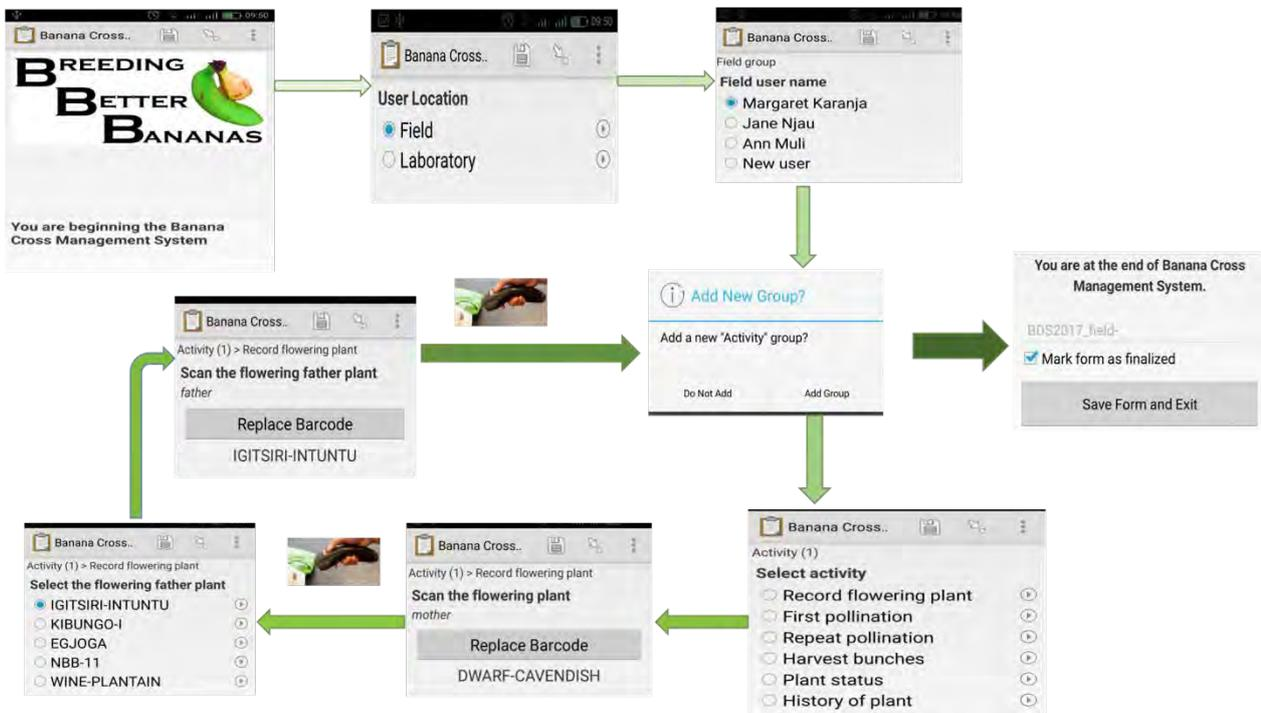 09:50
Banana Cross..
BREEDING
BETTER
BANANAS
You are beginning the Banana
Cross Management System
09:50
Banana Cross..
User Location
Field
Laboratory
Banana Cross..
Field group
Field user name
Margaret Karanja
Jane Njau
Ann Muli
New user
Add New Group?
Add a new "Activity" group?
Do Not Add
Add Group
You are at the end of Banana Cross
Management System.
BDS2017_field-
Mark form as finalized
Save Form and Exit
Banana Cross..
Activity (1)
Select activity
Record flowering plant
First pollination
Repeat pollination
Harvest bunches
Plant status
History of plant
Banana Cross..
Activity (1) > Record flowering plant
Scan the flowering plant
mother
Replace Barcode
DWARF-CAVENDISH
Banana Cross..
Activity (1) > Record flowering plant
Select the flowering father plant
IGITSIRI-INTUNTU
KIBUNGO-I
EGJOGA
NBB-11
WINE-PLANTAIN
Banana Cross..
Activity (1) > Record flowering plant
Scan the flowering father plant
father
Replace Barcode
IGITSIRI-INTUNTU